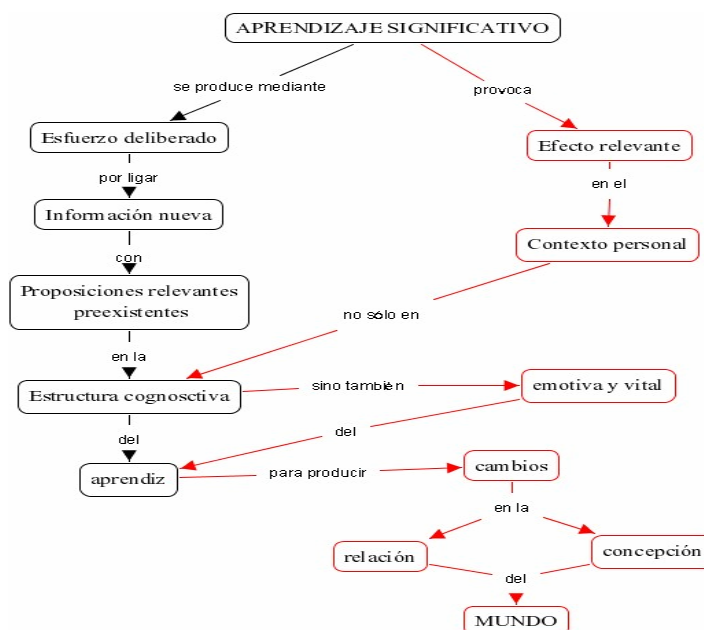 APRENDIZAJE SIGNIFICATIVO
se produce mediante
provoca
Esfuerzo deliberado
Efecto relevante
por ligar
en el
Información nueva
Contexto personal
con
Proposiciones relevantes
preexistentes
no sólo en
en la
Estructura cognosctiva
sino también
emotiva y vital
del
del
aprendiz
para producir
cambios
en la
relación
concepción
del
MUNDO